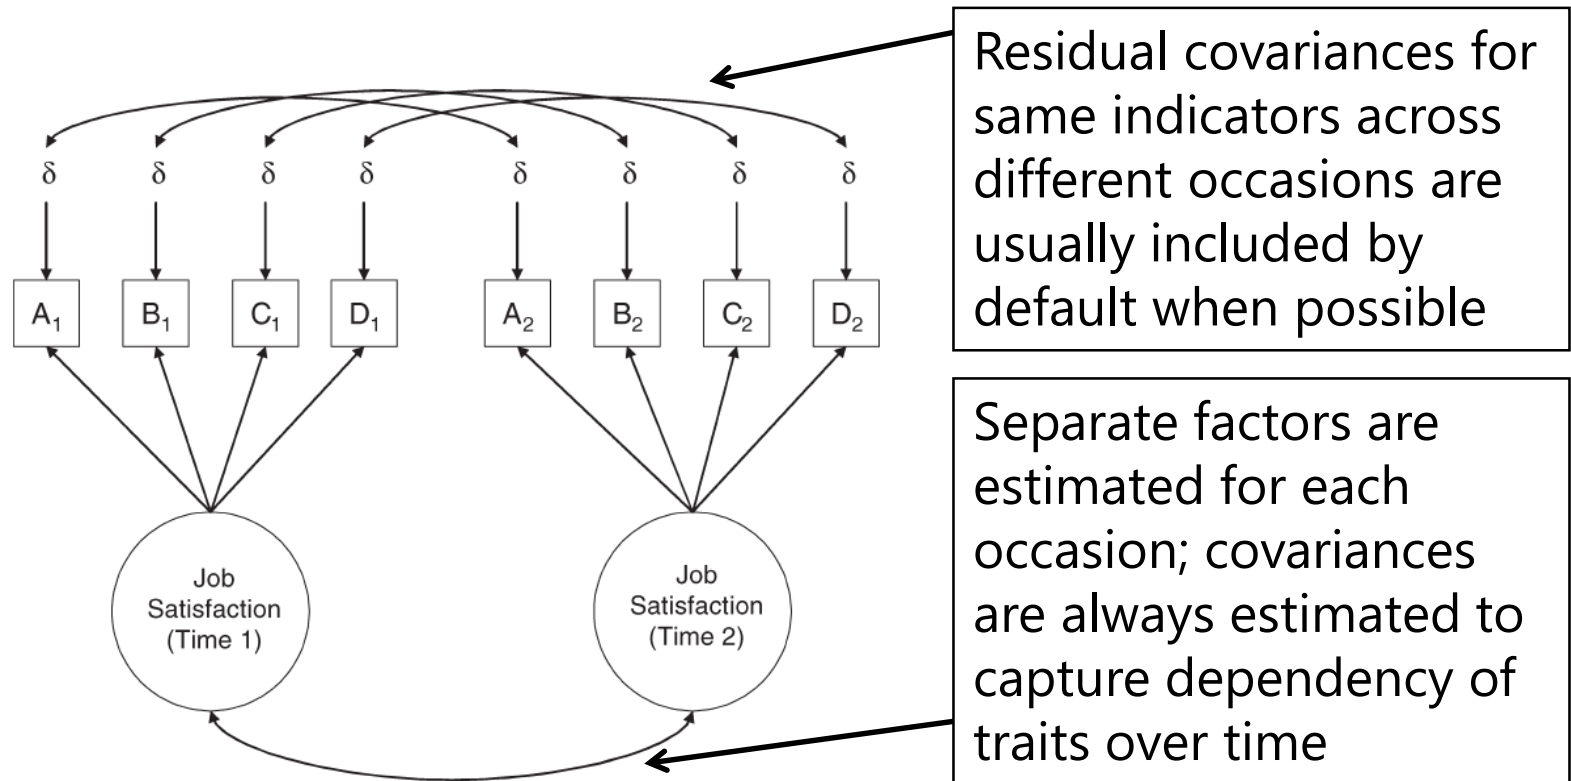 Residual covariances for
same indicators across
different occasions are
usually included by
default when possible
δ δ δ δ δ δ δ δ
A₁ B₁ C₁ D₁ A₂ B₂ C₂ D₂
Separate factors are
estimated for each
occasion; covariances
are always estimated to
capture dependency of
traits over time
Job
Satisfaction
(Time 1)
Job
Satisfaction
(Time 2)